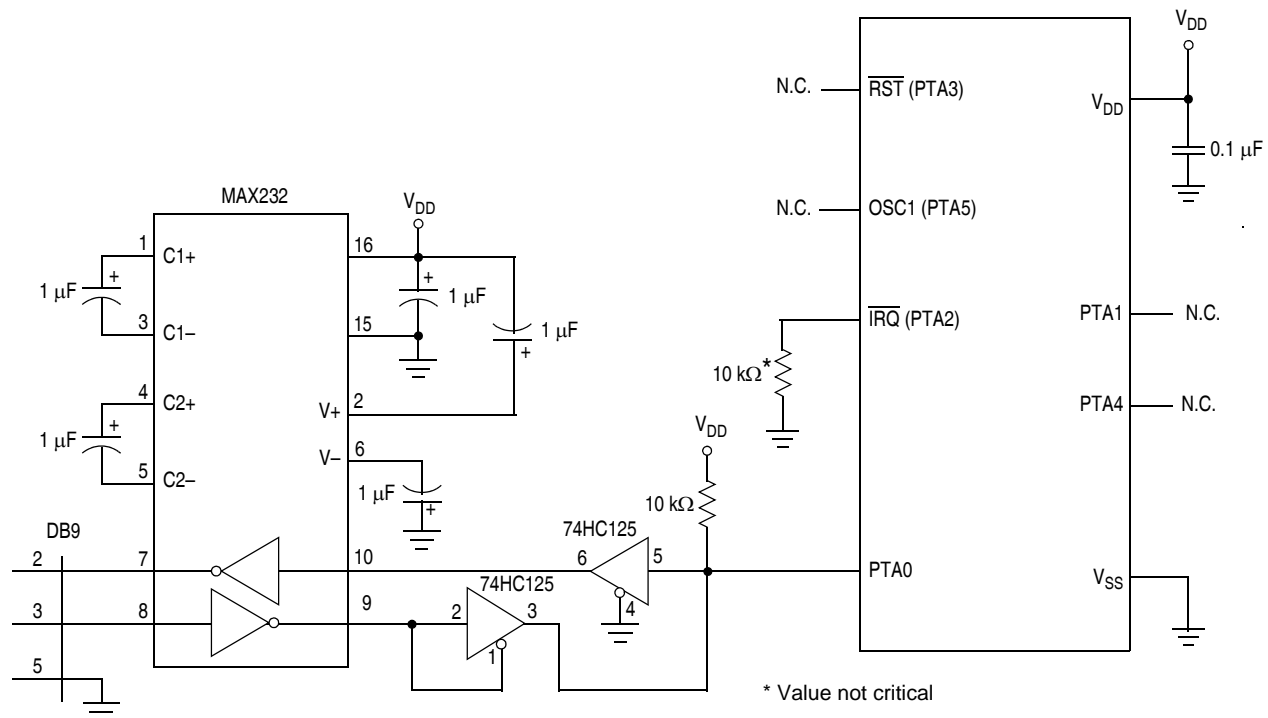 V_DD
N.C.
RST (PTA3)
V_DD
0.1 µF
MAX232
V_DD
N.C.
OSC1 (PTA5)
1
C1+
16
+
1 µF
+
1 µF
3
C1–
15
1 µF
+
IRQ (PTA2)
PTA1
N.C.
10 kΩ*
4
C2+
2
V+
PTA4
N.C.
+
1 µF
V_DD
6
V–
5
C2–
1 µF
+
10 kΩ
DB9
74HC125
2
7
10
6
5
PTA0
V_SS
74HC125
4
3
8
9
2
3
1
5
* Value not critical